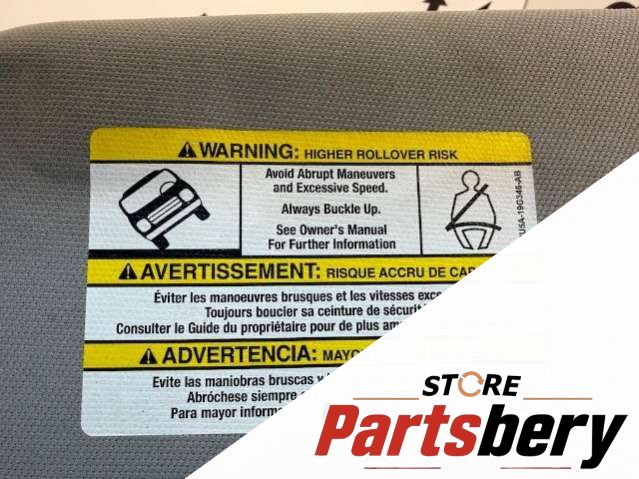 WARNING: HIGHER ROLLOVER RISK
Avoid Abrupt Maneuvers
and Excessive Speed.
Always Buckle Up.
See Owner's Manual
For Further Information
AVERTISSEMENT: RISQUE ACCRU DE
Éviter les manoeuvres brusques et les vitesses
Toujours boucler sa ceinture de
Consulter le Guide du propriétaire pour de plus
ADVERTENCIA:
Evite las maniobras bruscas
Abróchese siempre
Para mayor
STORE
Partsbery